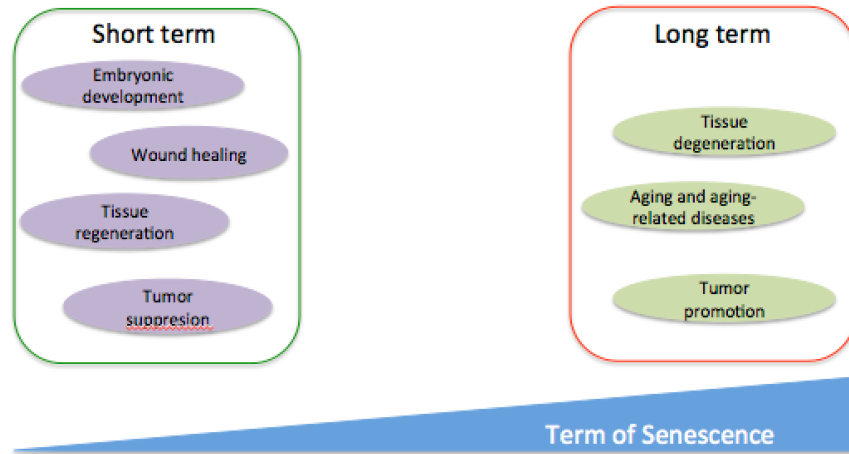 Short term
Embryonic
development
Wound healing
Tissue
regeneration
Tumor
suppresion
Long term
Tissue
degeneration
Aging and aging-
related diseases
Tumor
promotion
Term of Senescence